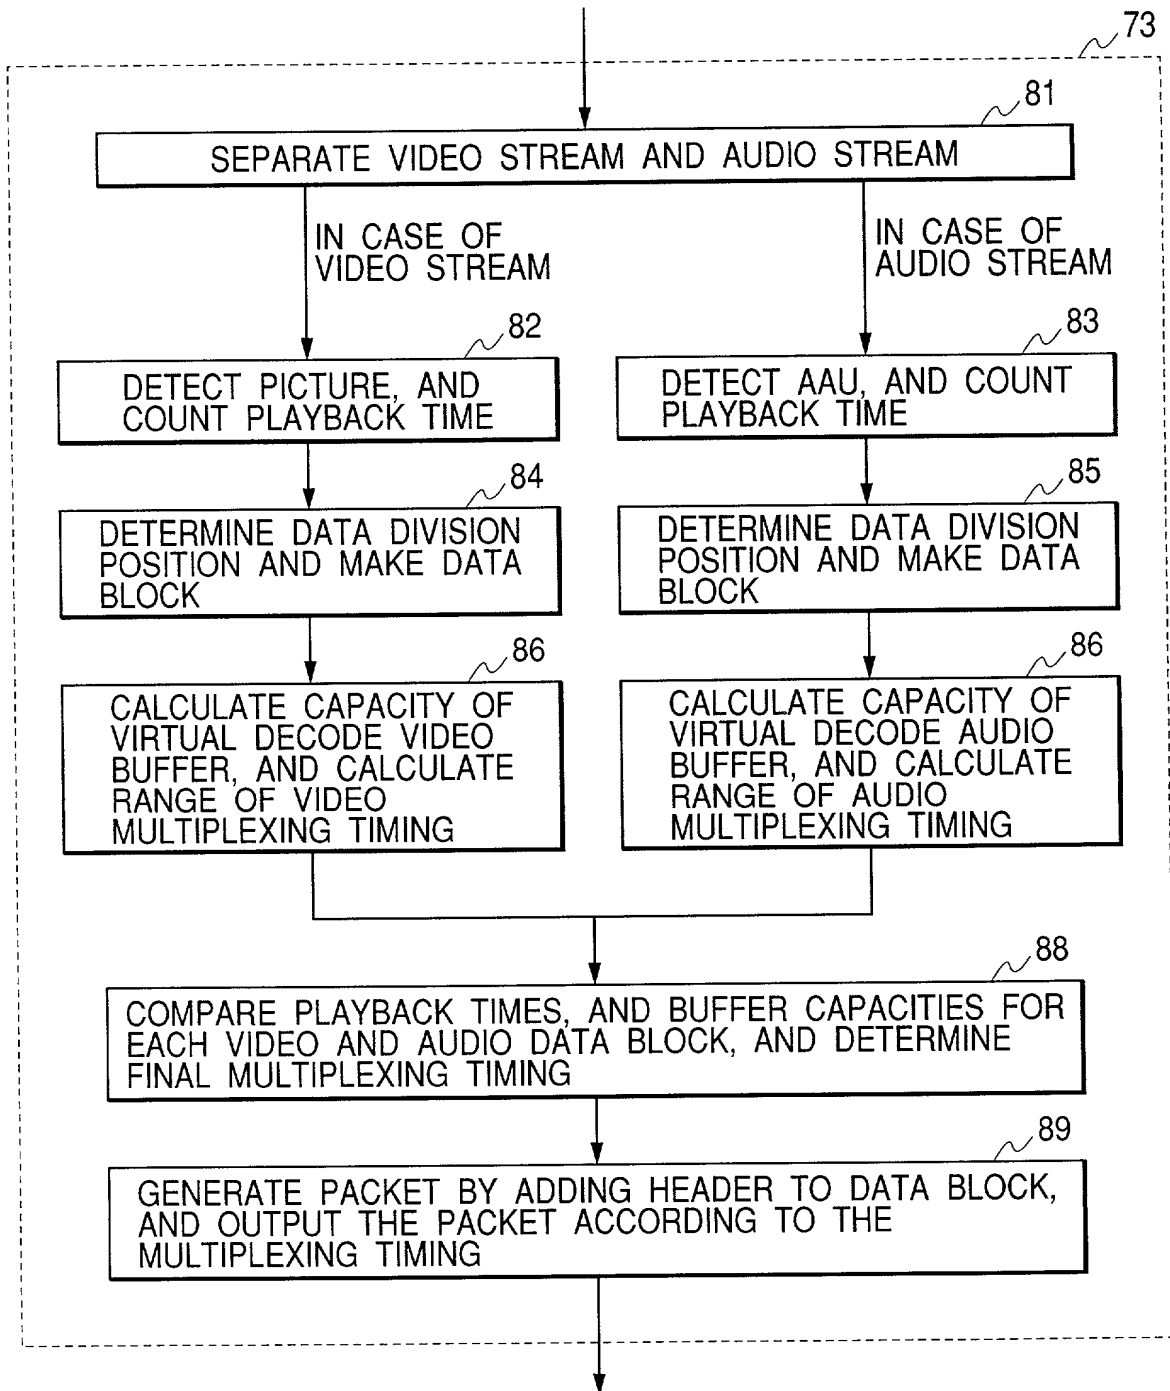 73
81
SEPARATE VIDEO STREAM AND AUDIO STREAM
IN CASE OF
VIDEO STREAM
IN CASE OF
AUDIO STREAM
82
DETECT PICTURE, AND
COUNT PLAYBACK TIME
83
DETECT AAU, AND COUNT
PLAYBACK TIME
84
DETERMINE DATA DIVISION
POSITION AND MAKE DATA
BLOCK
85
DETERMINE DATA DIVISION
POSITION AND MAKE DATA
BLOCK
86
CALCULATE CAPACITY OF
VIRTUAL DECODE VIDEO
BUFFER, AND CALCULATE
RANGE OF VIDEO
MULTIPLEXING TIMING
86
CALCULATE CAPACITY OF
VIRTUAL DECODE AUDIO
BUFFER, AND CALCULATE
RANGE OF AUDIO
MULTIPLEXING TIMING
88
COMPARE PLAYBACK TIMES, AND BUFFER CAPACITIES FOR
EACH VIDEO AND AUDIO DATA BLOCK, AND DETERMINE
FINAL MULTIPLEXING TIMING
89
GENERATE PACKET BY ADDING HEADER TO DATA BLOCK,
AND OUTPUT THE PACKET ACCORDING TO THE
MULTIPLEXING TIMING